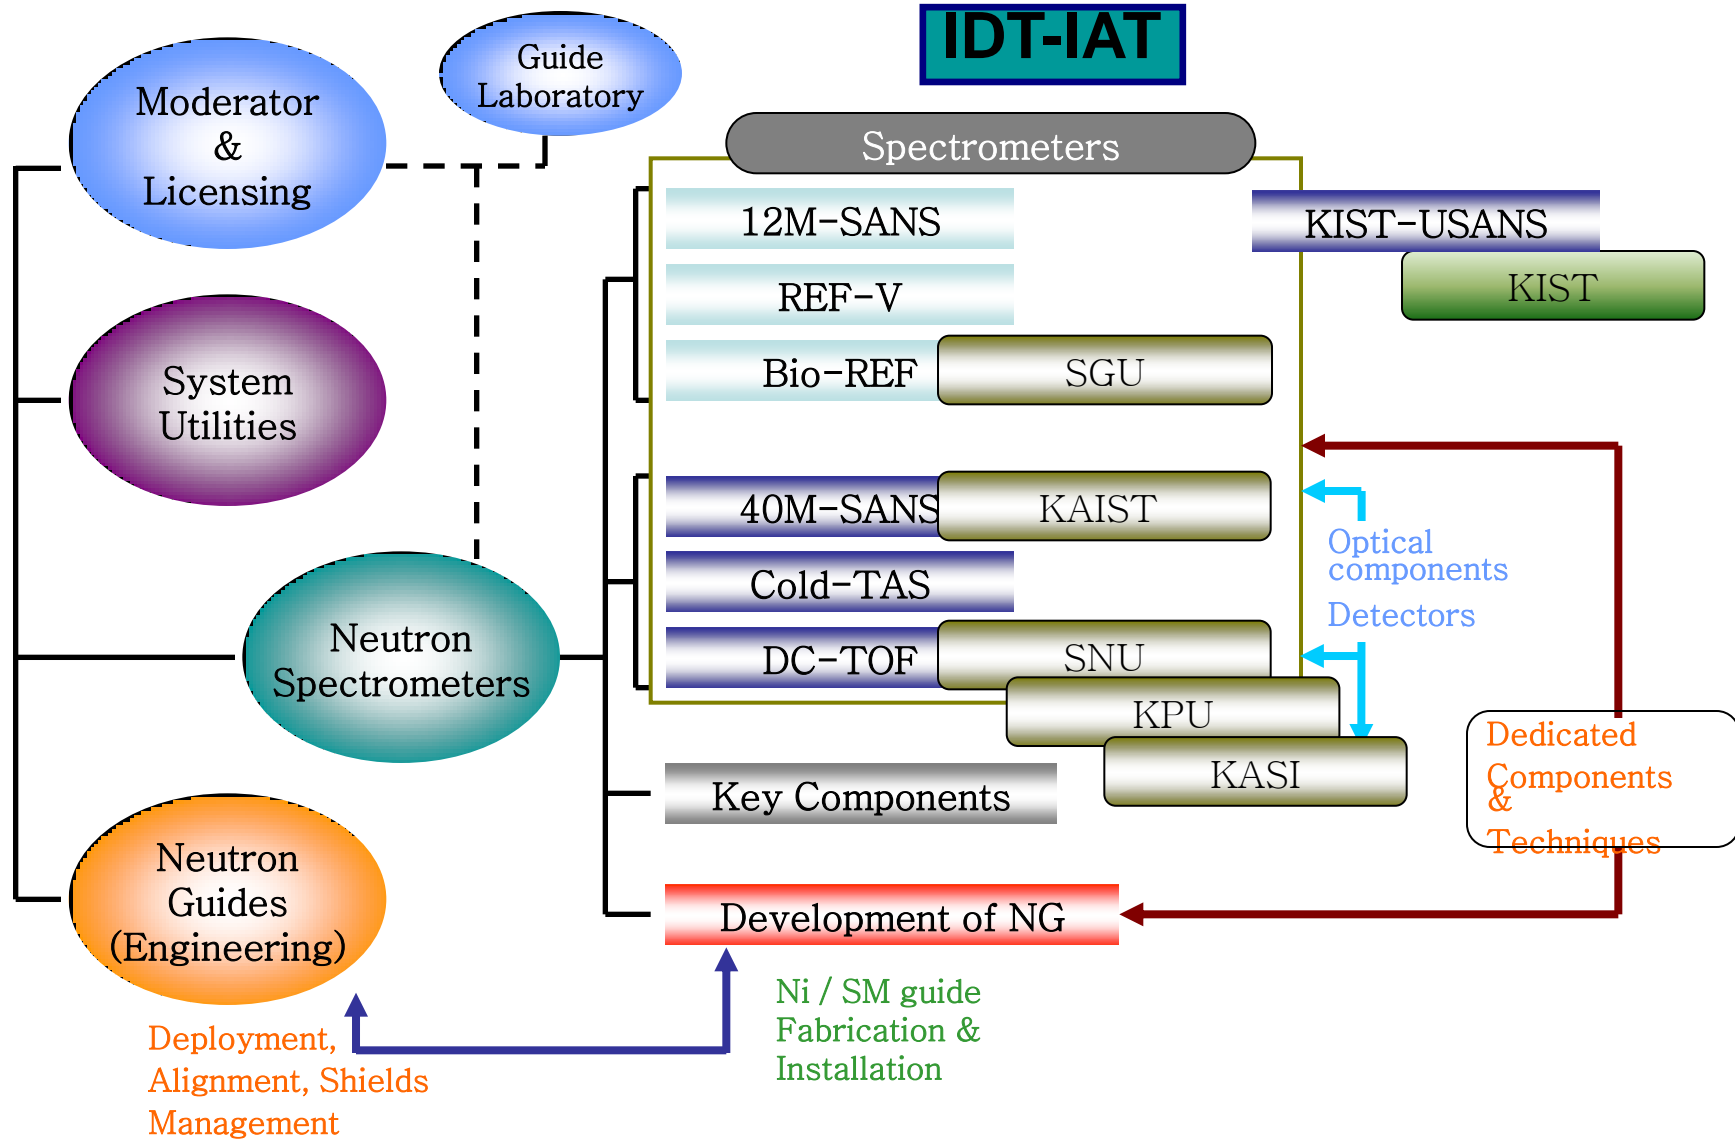 IDT-IAT
Guide
Laboratory
Moderator
&
Licensing
System
Utilities
Neutron
Spectrometers
Neutron
Guides
(Engineering)
Deployment,
Alignment, Shields
Management
Spectrometers
12M-SANS
REF-V
Bio-REF
SGU
40M-SANS
KAIST
Cold-TAS
DC-TOF
SNU
KPU
KASI
Key Components
Development of NG
Ni / SM guide
Fabrication &
Installation
KIST-USANS
KIST
Optical
components
Detectors
Dedicated
Components
&
Techniques